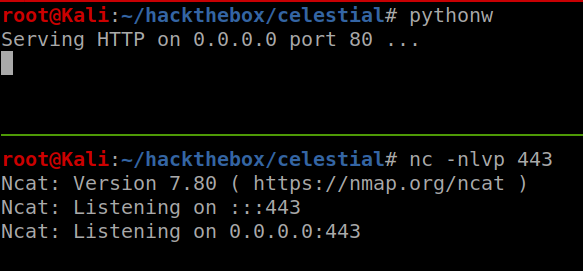 root@Kali:~/hackthebox/celestial# pythonw
Serving HTTP on 0.0.0.0 port 80 ...
root@Kali:~/hackthebox/celestial# nc -nlvp 443
Ncat: Version 7.80 ( https://nmap.org/ncat )
Ncat: Listening on :::443
Ncat: Listening on 0.0.0.0:443